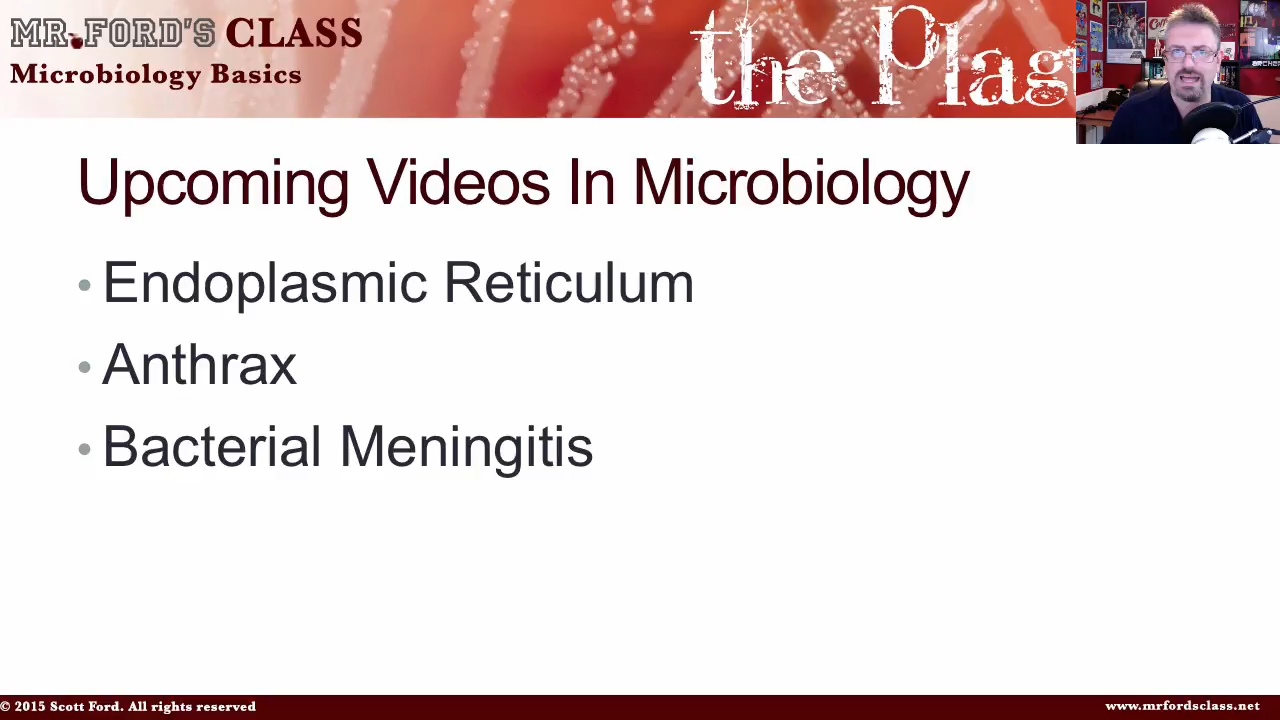 MR. FORD'S CLASS
Microbiology Basics
the Plag
Upcoming Videos In Microbiology
• Endoplasmic Reticulum
• Anthrax
• Bacterial Meningitis
© 2015 Scott Ford. All rights reserved
www.mrfordsclass.net